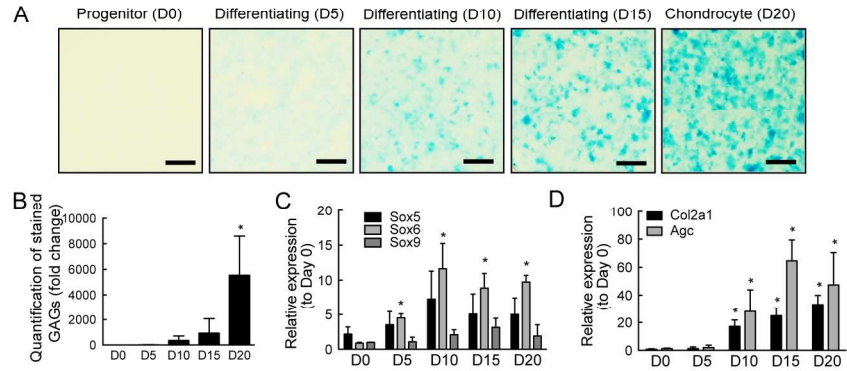 A
Progenitor (D0)
Differentiating (D5)
Differentiating (D10)
Differentiating (D15)
Chondrocyte (D20)
B
Quantification of stained
GAGs (fold change)
10000
8000
6000
4000
2000
0
*
D0 D5 D10 D15 D20
C
Relative expression
(to Day 0)
20
15
10
5
0
Sox5
Sox6
Sox9
* * * *
D0 D5 D10 D15 D20
D
Relative expression
(to Day 0)
100
80
60
40
20
0
Col2a1
Agc
* * * * * *
D0 D5 D10 D15 D20